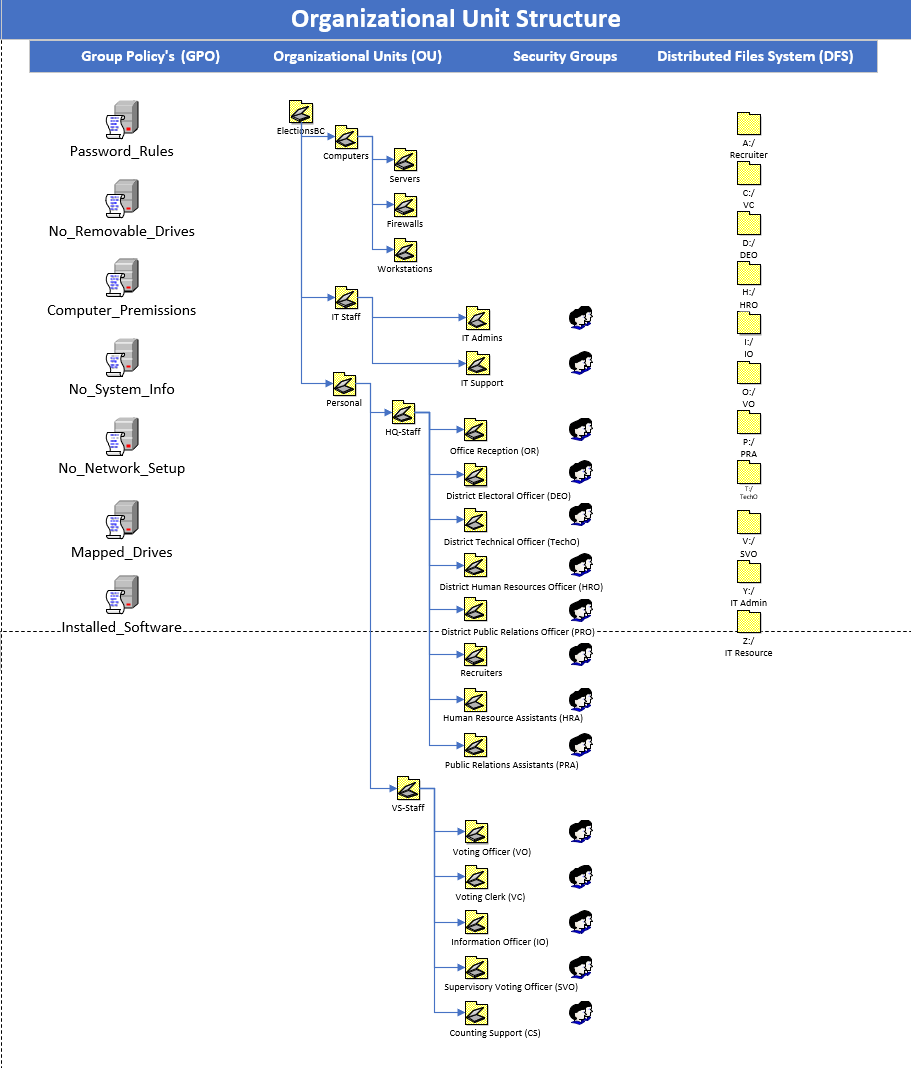 Organizational Unit Structure
Group Policy's (GPO)
Organizational Units (OU)
Security Groups
Distributed Files System (DFS)
Password_Rules
No_Removable_Drives
Computer_Premissions
No_System_Info
No_Network_Setup
Mapped_Drives
Installed_Software
ElectionsBC
Computers
Servers
Firewalls
Workstations
IT Staff
IT Admins
IT Support
Personal
HQ-Staff
Office Reception (OR)
District Electoral Officer (DEO)
District Technical Officer (TechO)
District Human Resources Officer (HRO)
District Public Relations Officer (PRO)
Recruiters
Human Resource Assistants (HRA)
Public Relations Assistants (PRA)
VS-Staff
Voting Officer (VO)
Voting Clerk (VC)
Information Officer (IO)
Supervisory Voting Officer (SVO)
Counting Support (CS)
A:/
Recruiter
C:/
VC
D:/
DEO
H:/
HRO
I:/
IO
O:/
VO
P:/
PRA
T:/
TechO
V:/
SVO
Y:/
IT Admin
Z:/
IT Resource